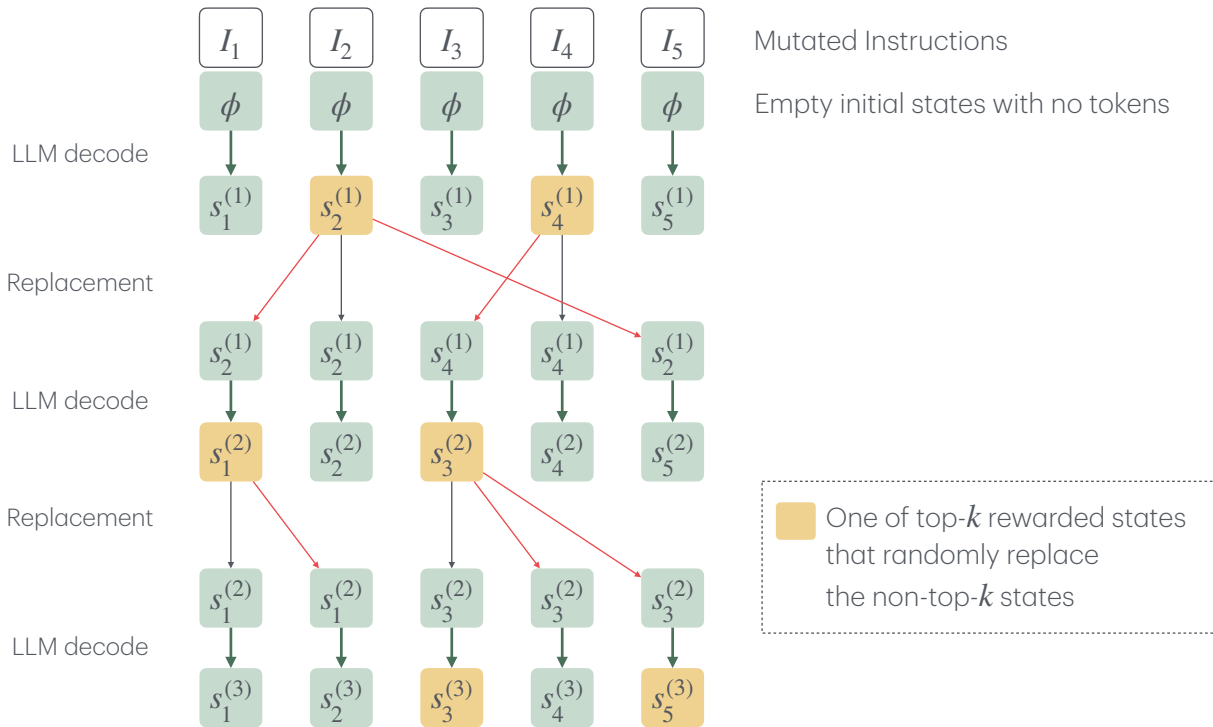 I₁ I₂ I₃ I₄ I₅ Mutated Instructions
ϕ ϕ ϕ ϕ ϕ Empty initial states with no tokens
LLM decode
s₁⁽¹⁾ s₂⁽¹⁾ s₃⁽¹⁾ s₄⁽¹⁾ s₅⁽¹⁾
Replacement
s₂⁽¹⁾ s₂⁽¹⁾ s₄⁽¹⁾ s₄⁽¹⁾ s₂⁽¹⁾
LLM decode
s₁⁽²⁾ s₂⁽²⁾ s₃⁽²⁾ s₄⁽²⁾ s₅⁽²⁾
Replacement
One of top-k rewarded states
that randomly replace
the non-top-k states
s₁⁽²⁾ s₁⁽²⁾ s₃⁽²⁾ s₃⁽²⁾ s₃⁽²⁾
LLM decode
s₁⁽³⁾ s₂⁽³⁾ s₃⁽³⁾ s₄⁽³⁾ s₅⁽³⁾